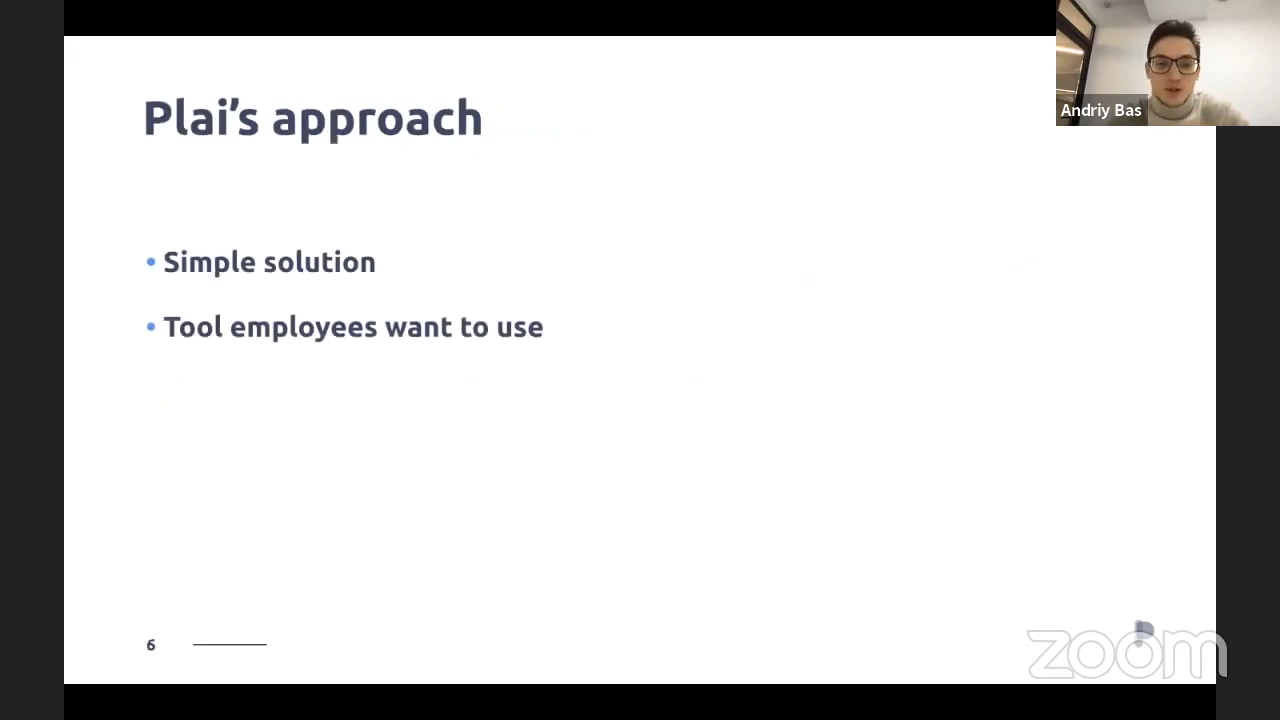 Plai’s approach
Andriy Bas
• Simple solution
• Tool employees want to use
6
zoom